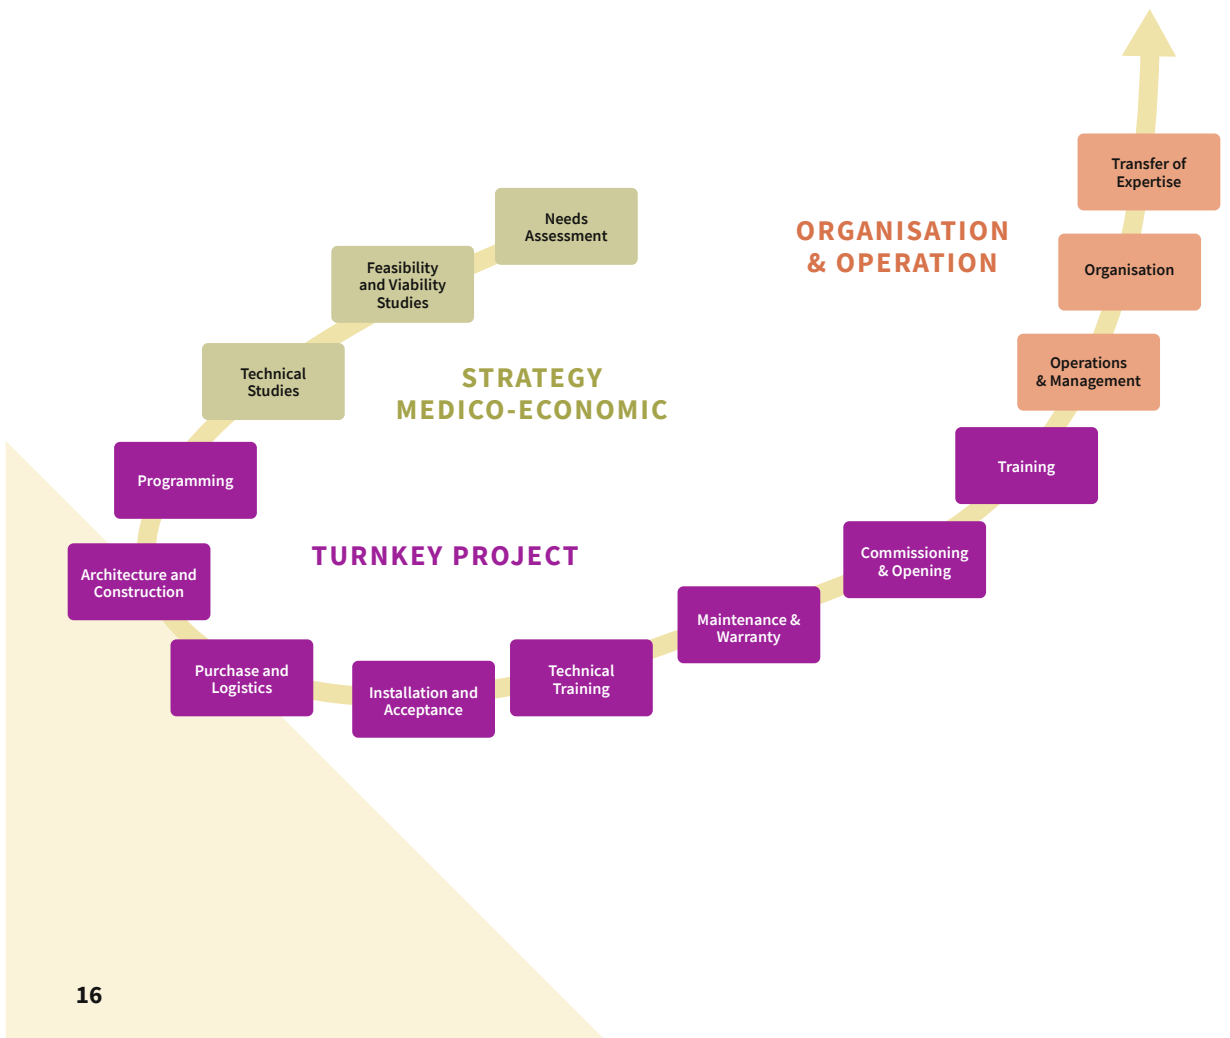 Needs
Assessment
Feasibility
and Viability
Studies
Technical
Studies
STRATEGY
MEDICO-ECONOMIC
Programming
Architecture and
Construction
TURNKEY PROJECT
Purchase and
Logistics
Installation and
Acceptance
Technical
Training
Maintenance &
Warranty
Commissioning
& Opening
Training
Operations
& Management
Organisation
Transfer of
Expertise
ORGANISATION
& OPERATION
16